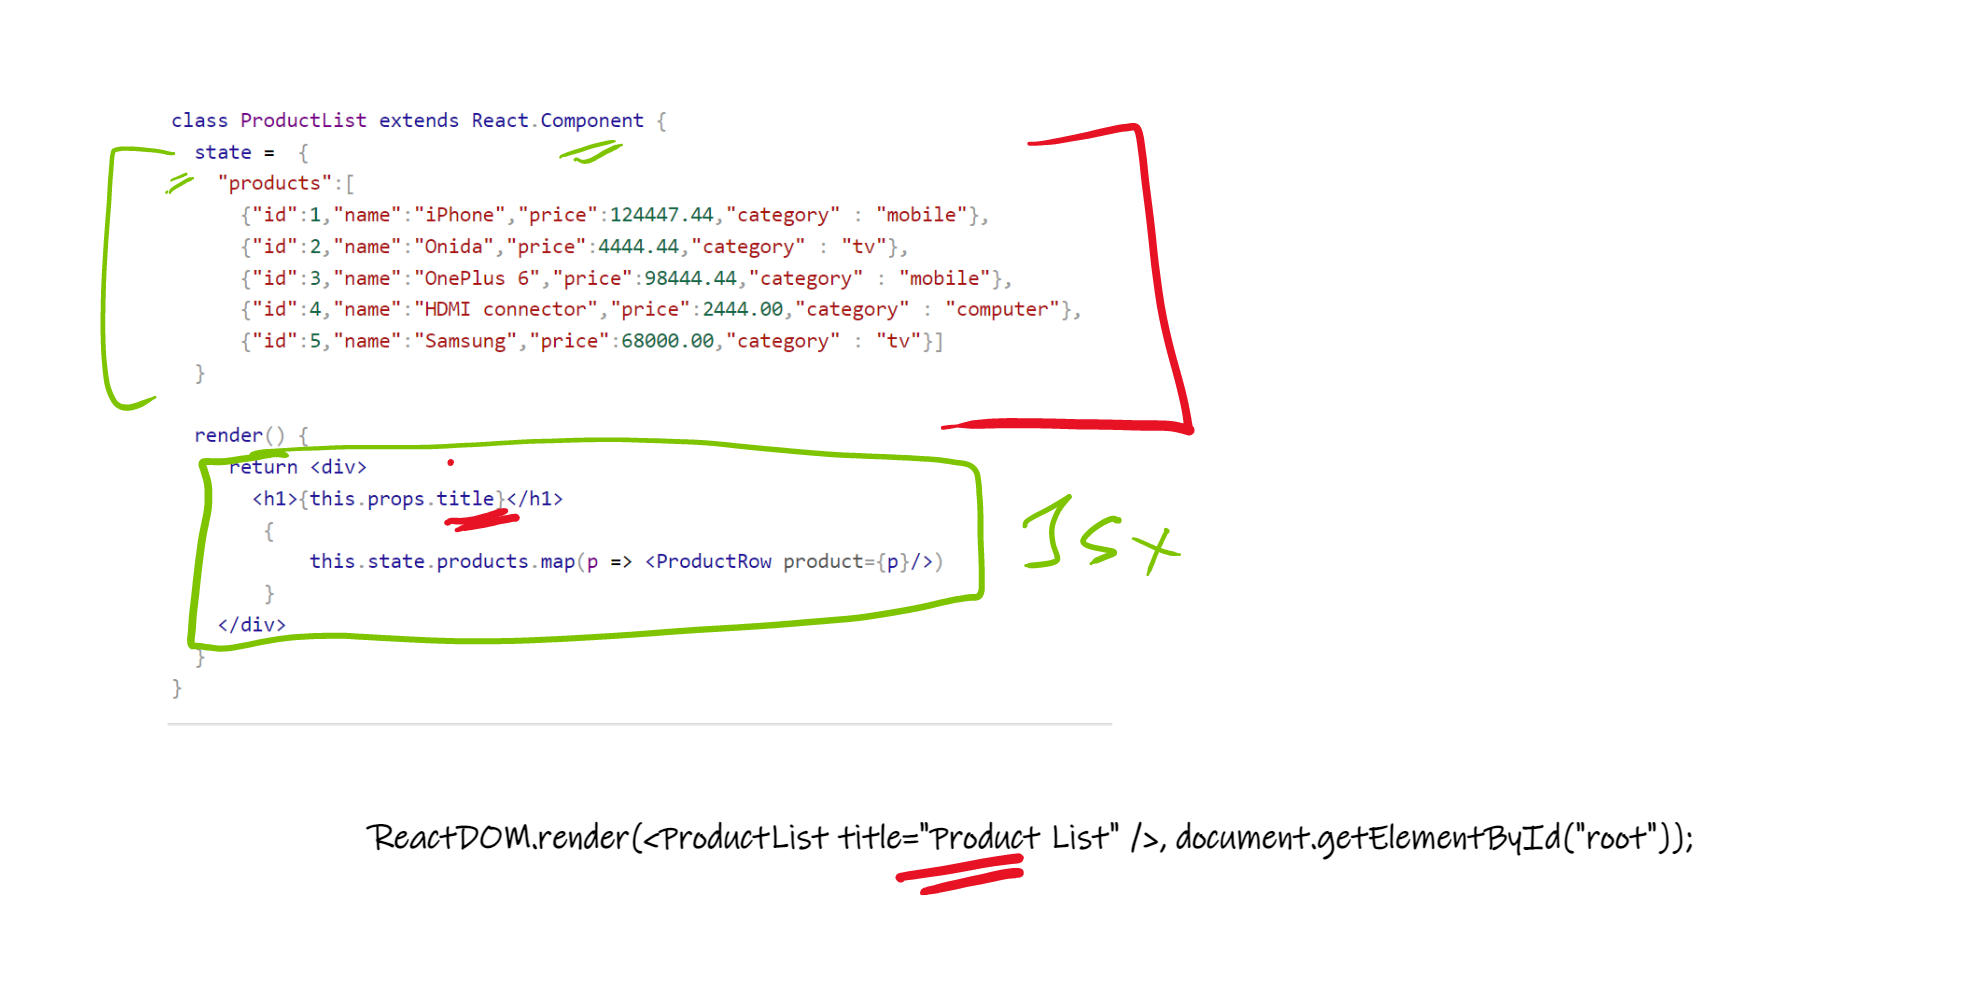 class ProductList extends React.Component {
state = {
"products":[
{"id":1,"name":"iPhone","price":124447.44,"category" : "mobile"},
{"id":2,"name":"Onida","price":4444.44,"category" : "tv"},
{"id":3,"name":"OnePlus 6","price":98444.44,"category" : "mobile"},
{"id":4,"name":"HDMI connector","price":2444.00,"category" : "computer"},
{"id":5,"name":"Samsung","price":68000.00,"category" : "tv"}]
}
render() {
return <div>
<h1>{this.props.title}</h1>
{
this.state.products.map(p => <ProductRow product={p}/>)
}
</div>
}
}
JSx
ReactDOM.render(<ProductList title="Product List" />, document.getElementById("root"));